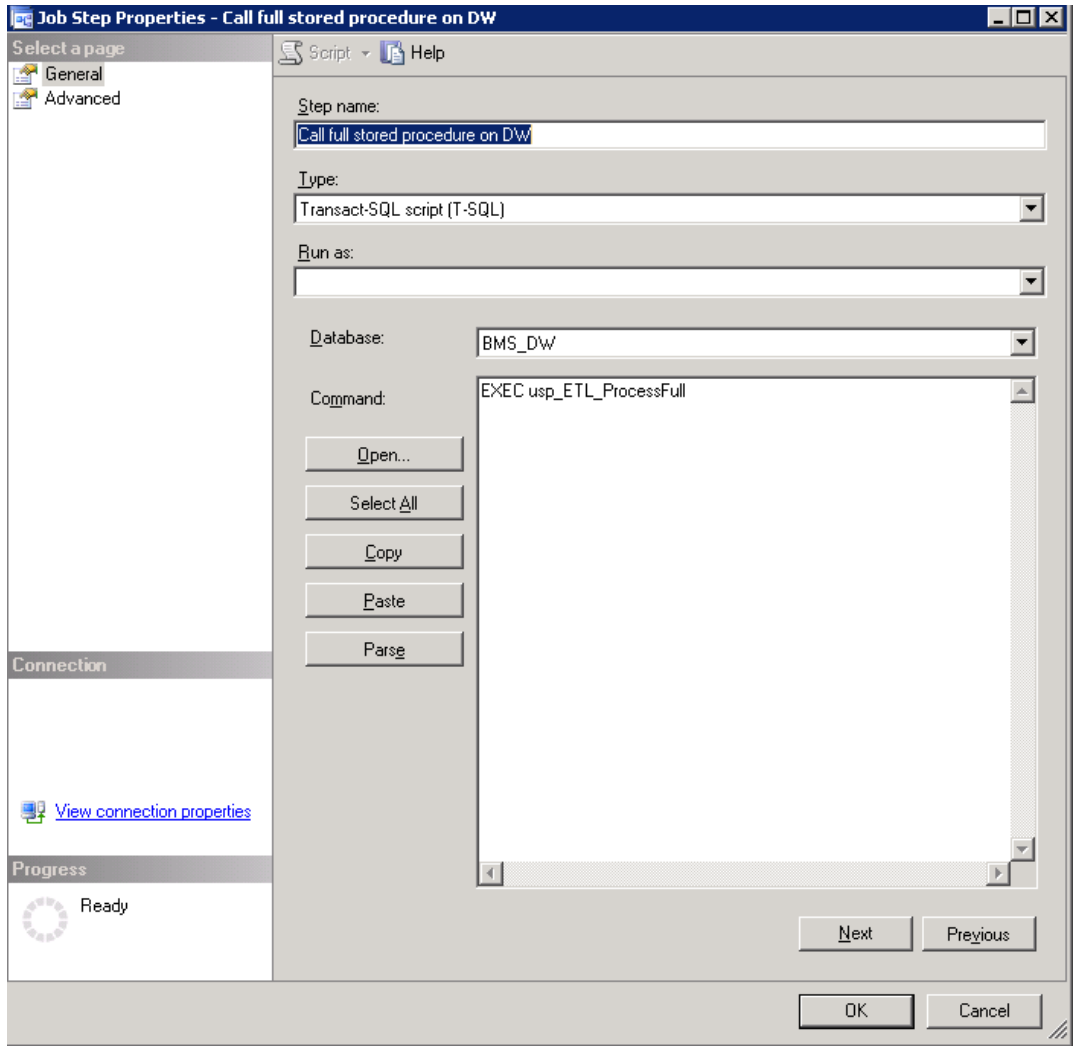 Job Step Properties - Call full stored procedure on DW
Select a page
General
Advanced
Script
Help
Step name:
Call full stored procedure on DW
Type:
Transact-SQL script (T-SQL)
Run as:
Database:
BMS_DW
Command:
EXEC usp_ETL_ProcessFull
Open...
Select All
Copy
Paste
Parse
Connection
View connection properties
Progress
Ready
Next
Previous
OK
Cancel